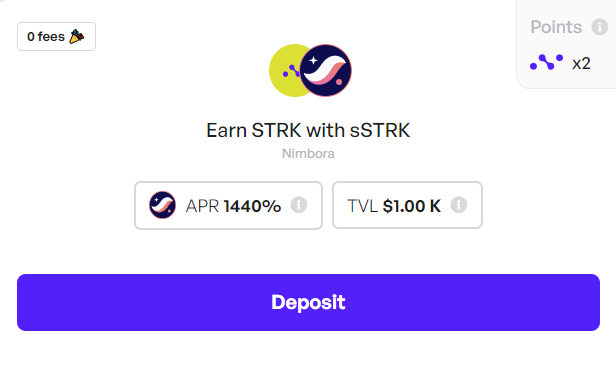 0 fees
Points
x2
Earn STRK with sSTRK
Nimbora
APR 1440%
TVL $1.00 K
Deposit